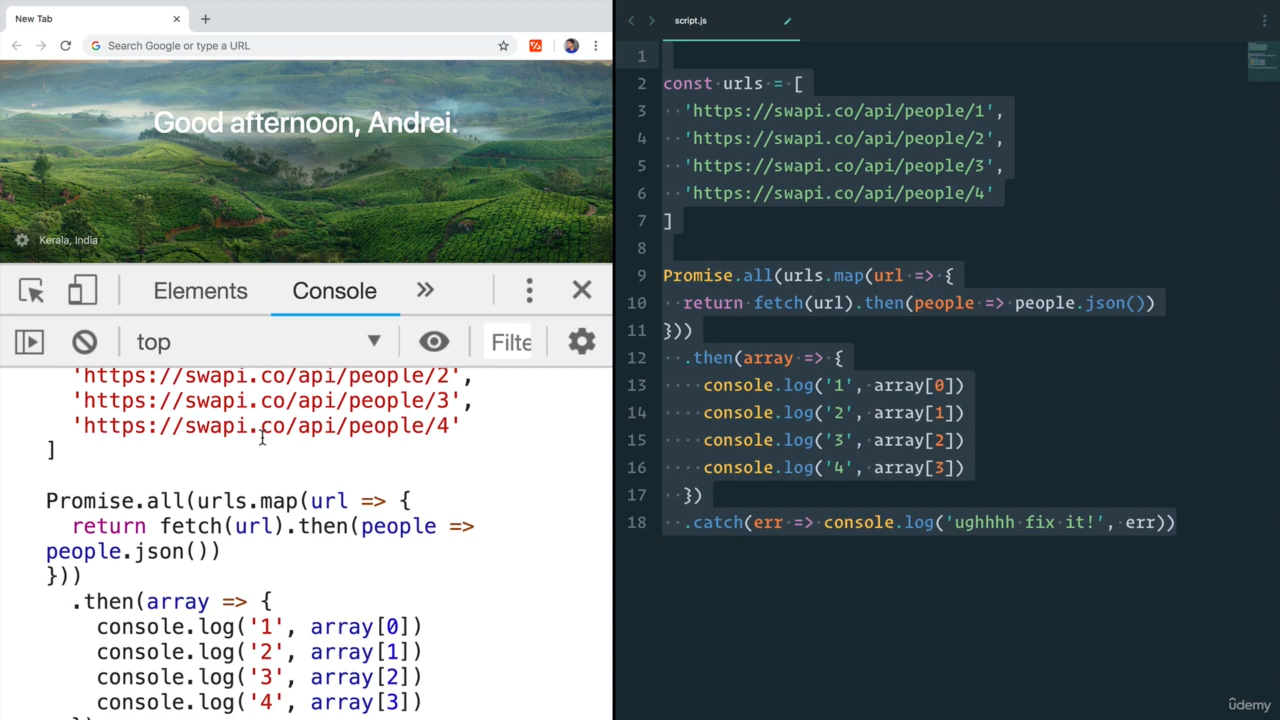 New Tab
Search Google or type a URL
Good afternoon, Andrei.
Kerala, India
Elements
Console
top
Filte
'https://swapi.co/api/people/2',
'https://swapi.co/api/people/3',
'https://swapi.co/api/people/4'
]
Promise.all(urls.map(url => {
return fetch(url).then(people =>
people.json())
}))
.then(array => {
console.log('1', array[0])
console.log('2', array[1])
console.log('3', array[2])
console.log('4', array[3])
script.js
1
2 const urls = [
3 'https://swapi.co/api/people/1',
4 'https://swapi.co/api/people/2',
5 'https://swapi.co/api/people/3',
6 'https://swapi.co/api/people/4'
7 ]
8
9 Promise.all(urls.map(url => {
10 return fetch(url).then(people => people.json())
11 }))
12 .then(array => {
13 console.log('1', array[0])
14 console.log('2', array[1])
15 console.log('3', array[2])
16 console.log('4', array[3])
17 })
18 .catch(err => console.log('ughhhh fix it!', err))
ûdemy